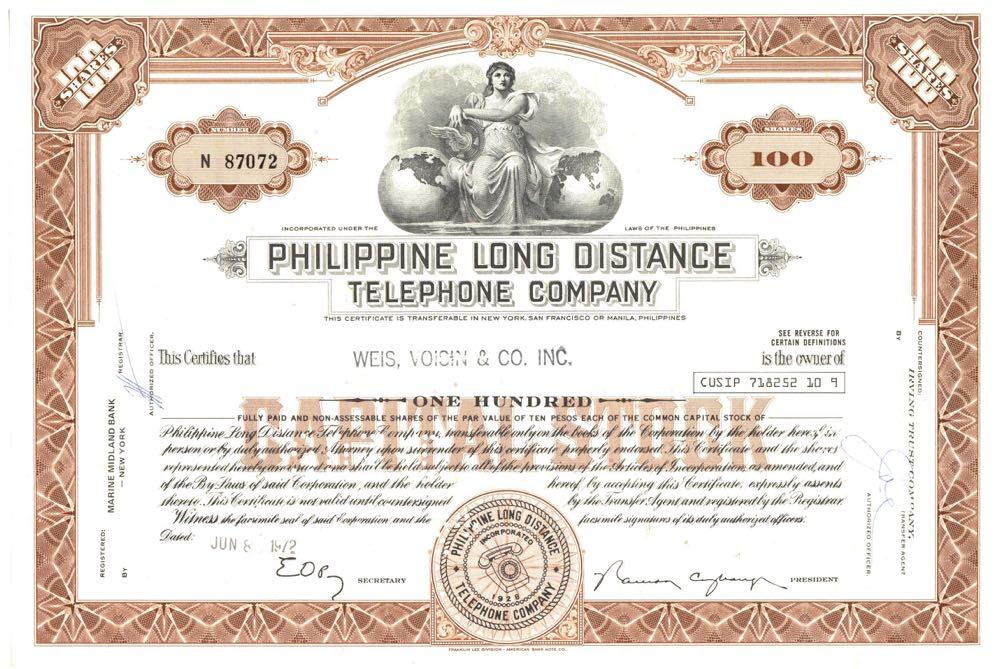 100 SHARES
100 SHARES
NUMBER
N 87072
SHARES
100
INCORPORATED UNDER THE LAWS OF THE PHILIPPINES
PHILIPPINE LONG DISTANCE
TELEPHONE COMPANY
THIS CERTIFICATE IS TRANSFERABLE IN NEW YORK, SAN FRANCISCO OR MANILA, PHILIPPINES
SEE REVERSE FOR
CERTAIN DEFINITIONS
This Certifies that WEIS, VOISIN & CO. INC. is the owner of
CUSIP 718252 10 9
ONE HUNDRED
FULLY PAID AND NON-ASSESSABLE SHARES OF THE PAR VALUE OF TEN PESOS EACH OF THE COMMON CAPITAL STOCK OF
Philippine Long Distance Telephone Company, transferable only on the books of the Corporation by the holder hereof in
person or by duly authorized Attorney upon surrender of this certificate properly endorsed. This Certificate and the shares
represented hereby are issued and shall be held subject to all of the provisions of the Articles of Incorporation, as amended, and
of the By-Laws of said Corporation, and the holder hereof, by accepting this Certificate, expressly assents
thereto. This Certificate is not valid until countersigned by the Transfer Agent and registered by the Registrar.
Witness the facsimile seal of said Corporation and the facsimile signatures of its duly authorized officers.
Dated: JUN 8 1972
SECRETARY
PRESIDENT
PHILIPPINE LONG DISTANCE
TELEPHONE COMPANY
INCORPORATED
1928
REGISTERED:
MARINE MIDLAND BANK
— NEW YORK
REGISTRAR,
BY
AUTHORIZED OFFICER.
COUNTERSIGNED:
IRVING TRUST COMPANY,
TRANSFER AGENT
BY
AUTHORIZED OFFICER.
FRANKLIN LEE DIVISION - AMERICAN BANK NOTE CO.